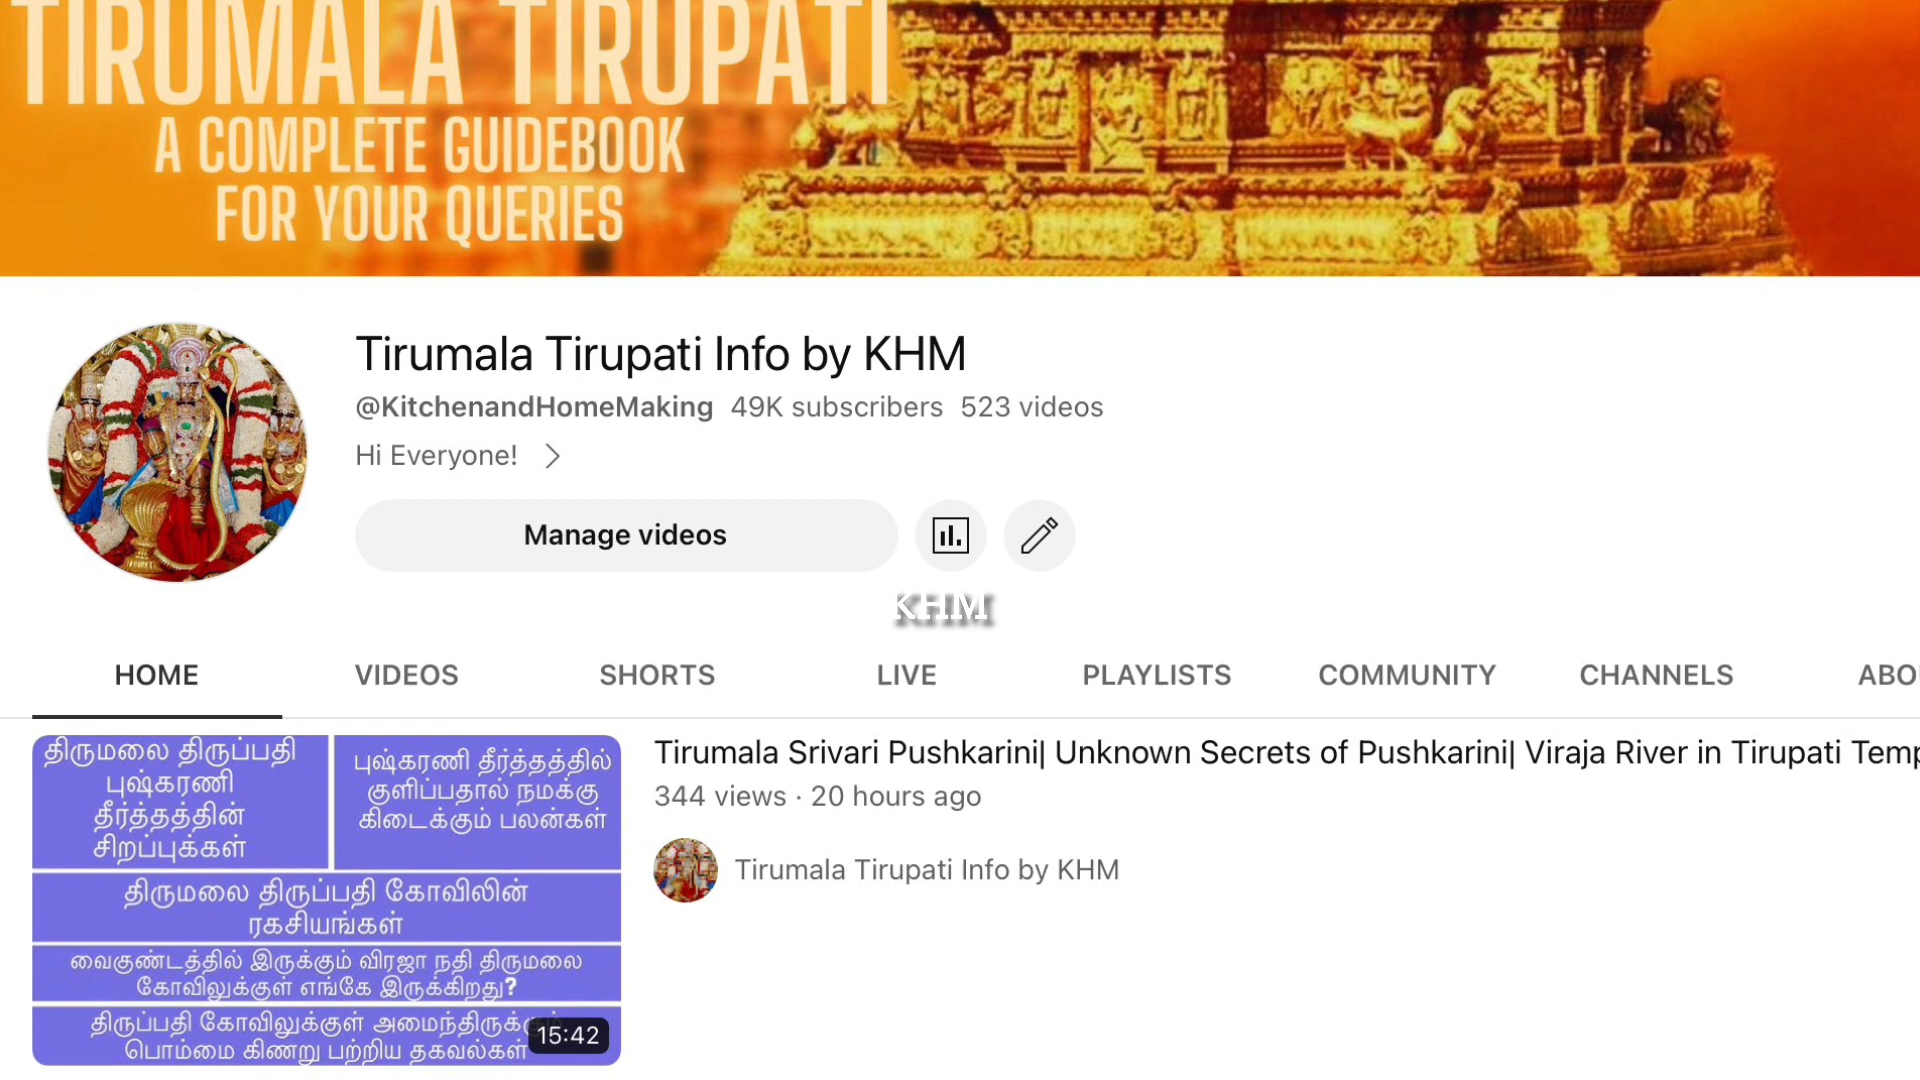 TIRUMALA TIRUPATI
A COMPLETE GUIDEBOOK
FOR YOUR QUERIES
Tirumala Tirupati Info by KHM
@KitchenandHomeMaking 49K subscribers 523 videos
Hi Everyone!
Manage videos
KHM
HOME VIDEOS SHORTS LIVE PLAYLISTS COMMUNITY CHANNELS ABO
திருமலை திருப்பதி
புஷ்கரணி
தீர்த்தத்தின்
சிறப்புக்கள்
புஷ்கரணி தீர்த்தத்தில்
குளிப்பதால் நமக்கு
கிடைக்கும் பலன்கள்
திருமலை திருப்பதி கோவிலின்
ரகசியங்கள்
வைகுண்டத்தில் இருக்கும் விரஜா நதி திருமலை
கோவிலுக்குள் எங்கே இருக்கிறது?
திருப்பதி கோவிலுக்குள்
பொம்மை கிணறு பற்றிய தகவல்கள்
15:42
Tirumala Srivari Pushkarini| Unknown Secrets of Pushkarini| Viraja River in Tirupati Temp
344 views · 20 hours ago
Tirumala Tirupati Info by KHM